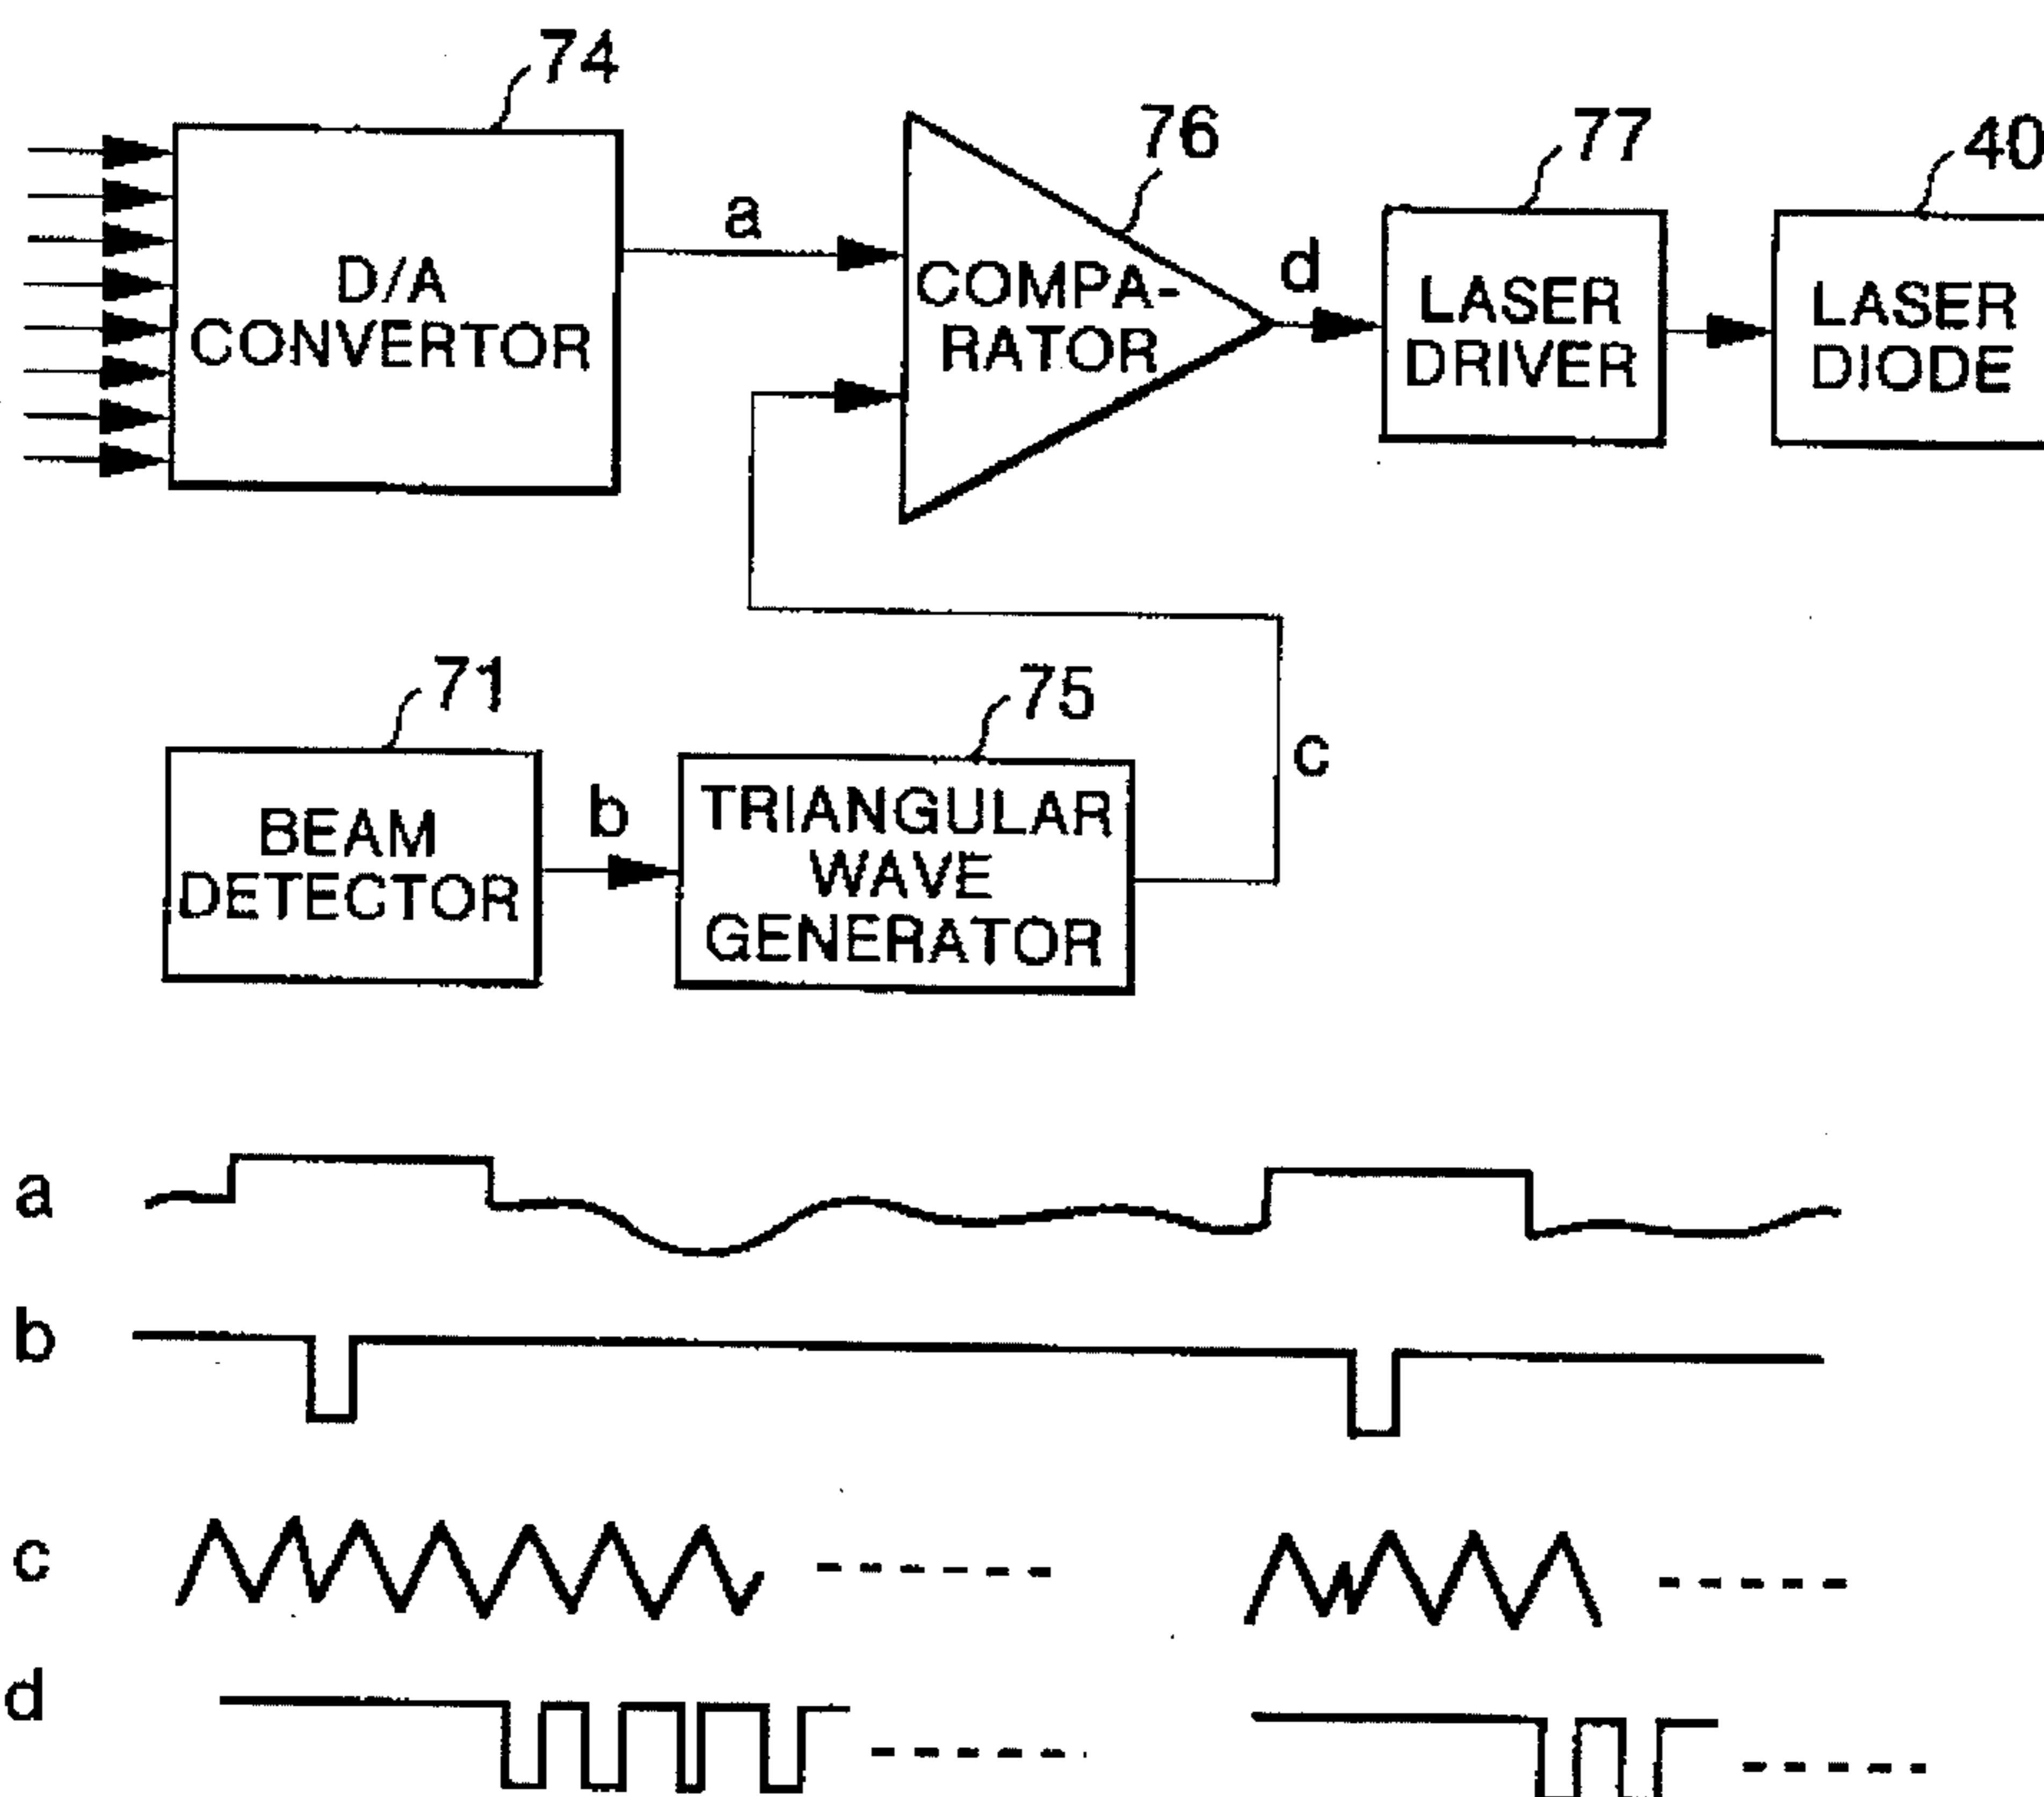 74
76
77
40
a
D/A
CONVERTOR
COMPA-
RATOR
d
LASER
DRIVER
LASER
DIODE
71
75
c
b
BEAM
DETECTOR
TRIANGULAR
WAVE
GENERATOR
a
b
c
d